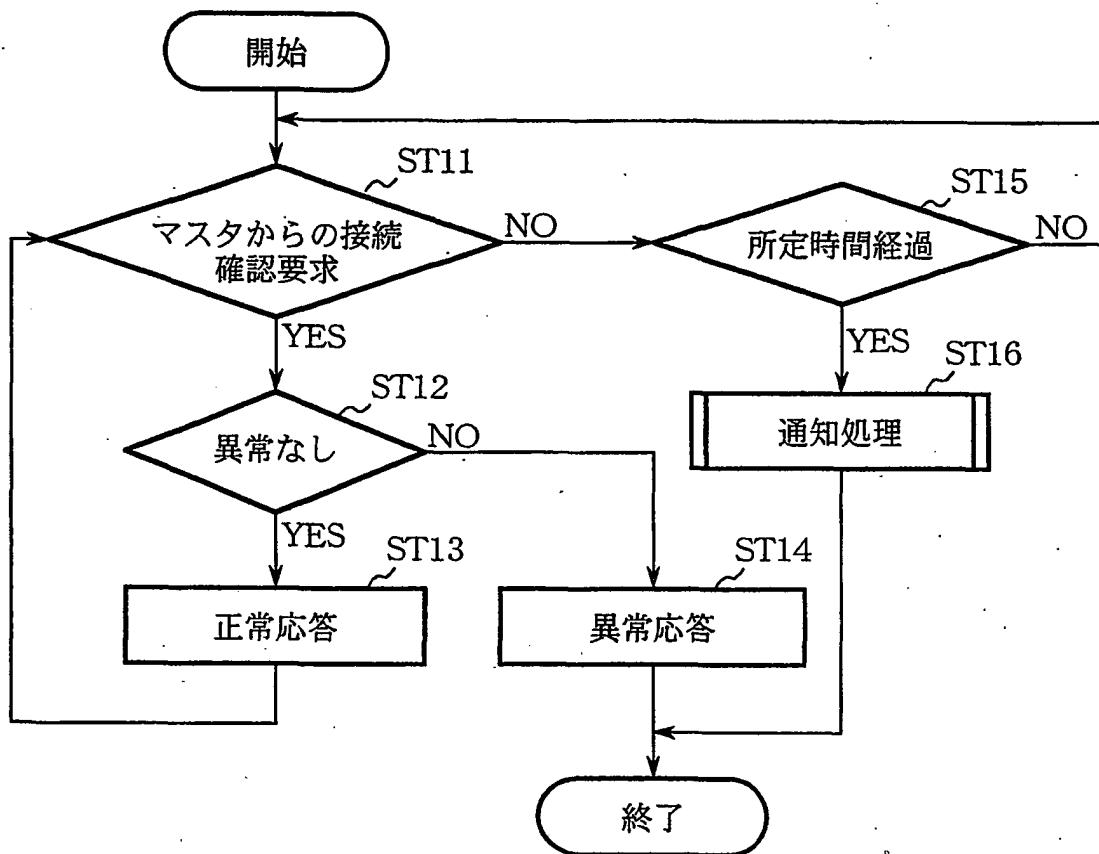 開始
ST11
マスタからの接続
確認要求
NO
YES
ST15
所定時間経過
NO
YES
ST12
異常なし
NO
YES
ST16
通知処理
ST13
正常応答
ST14
異常応答
終了